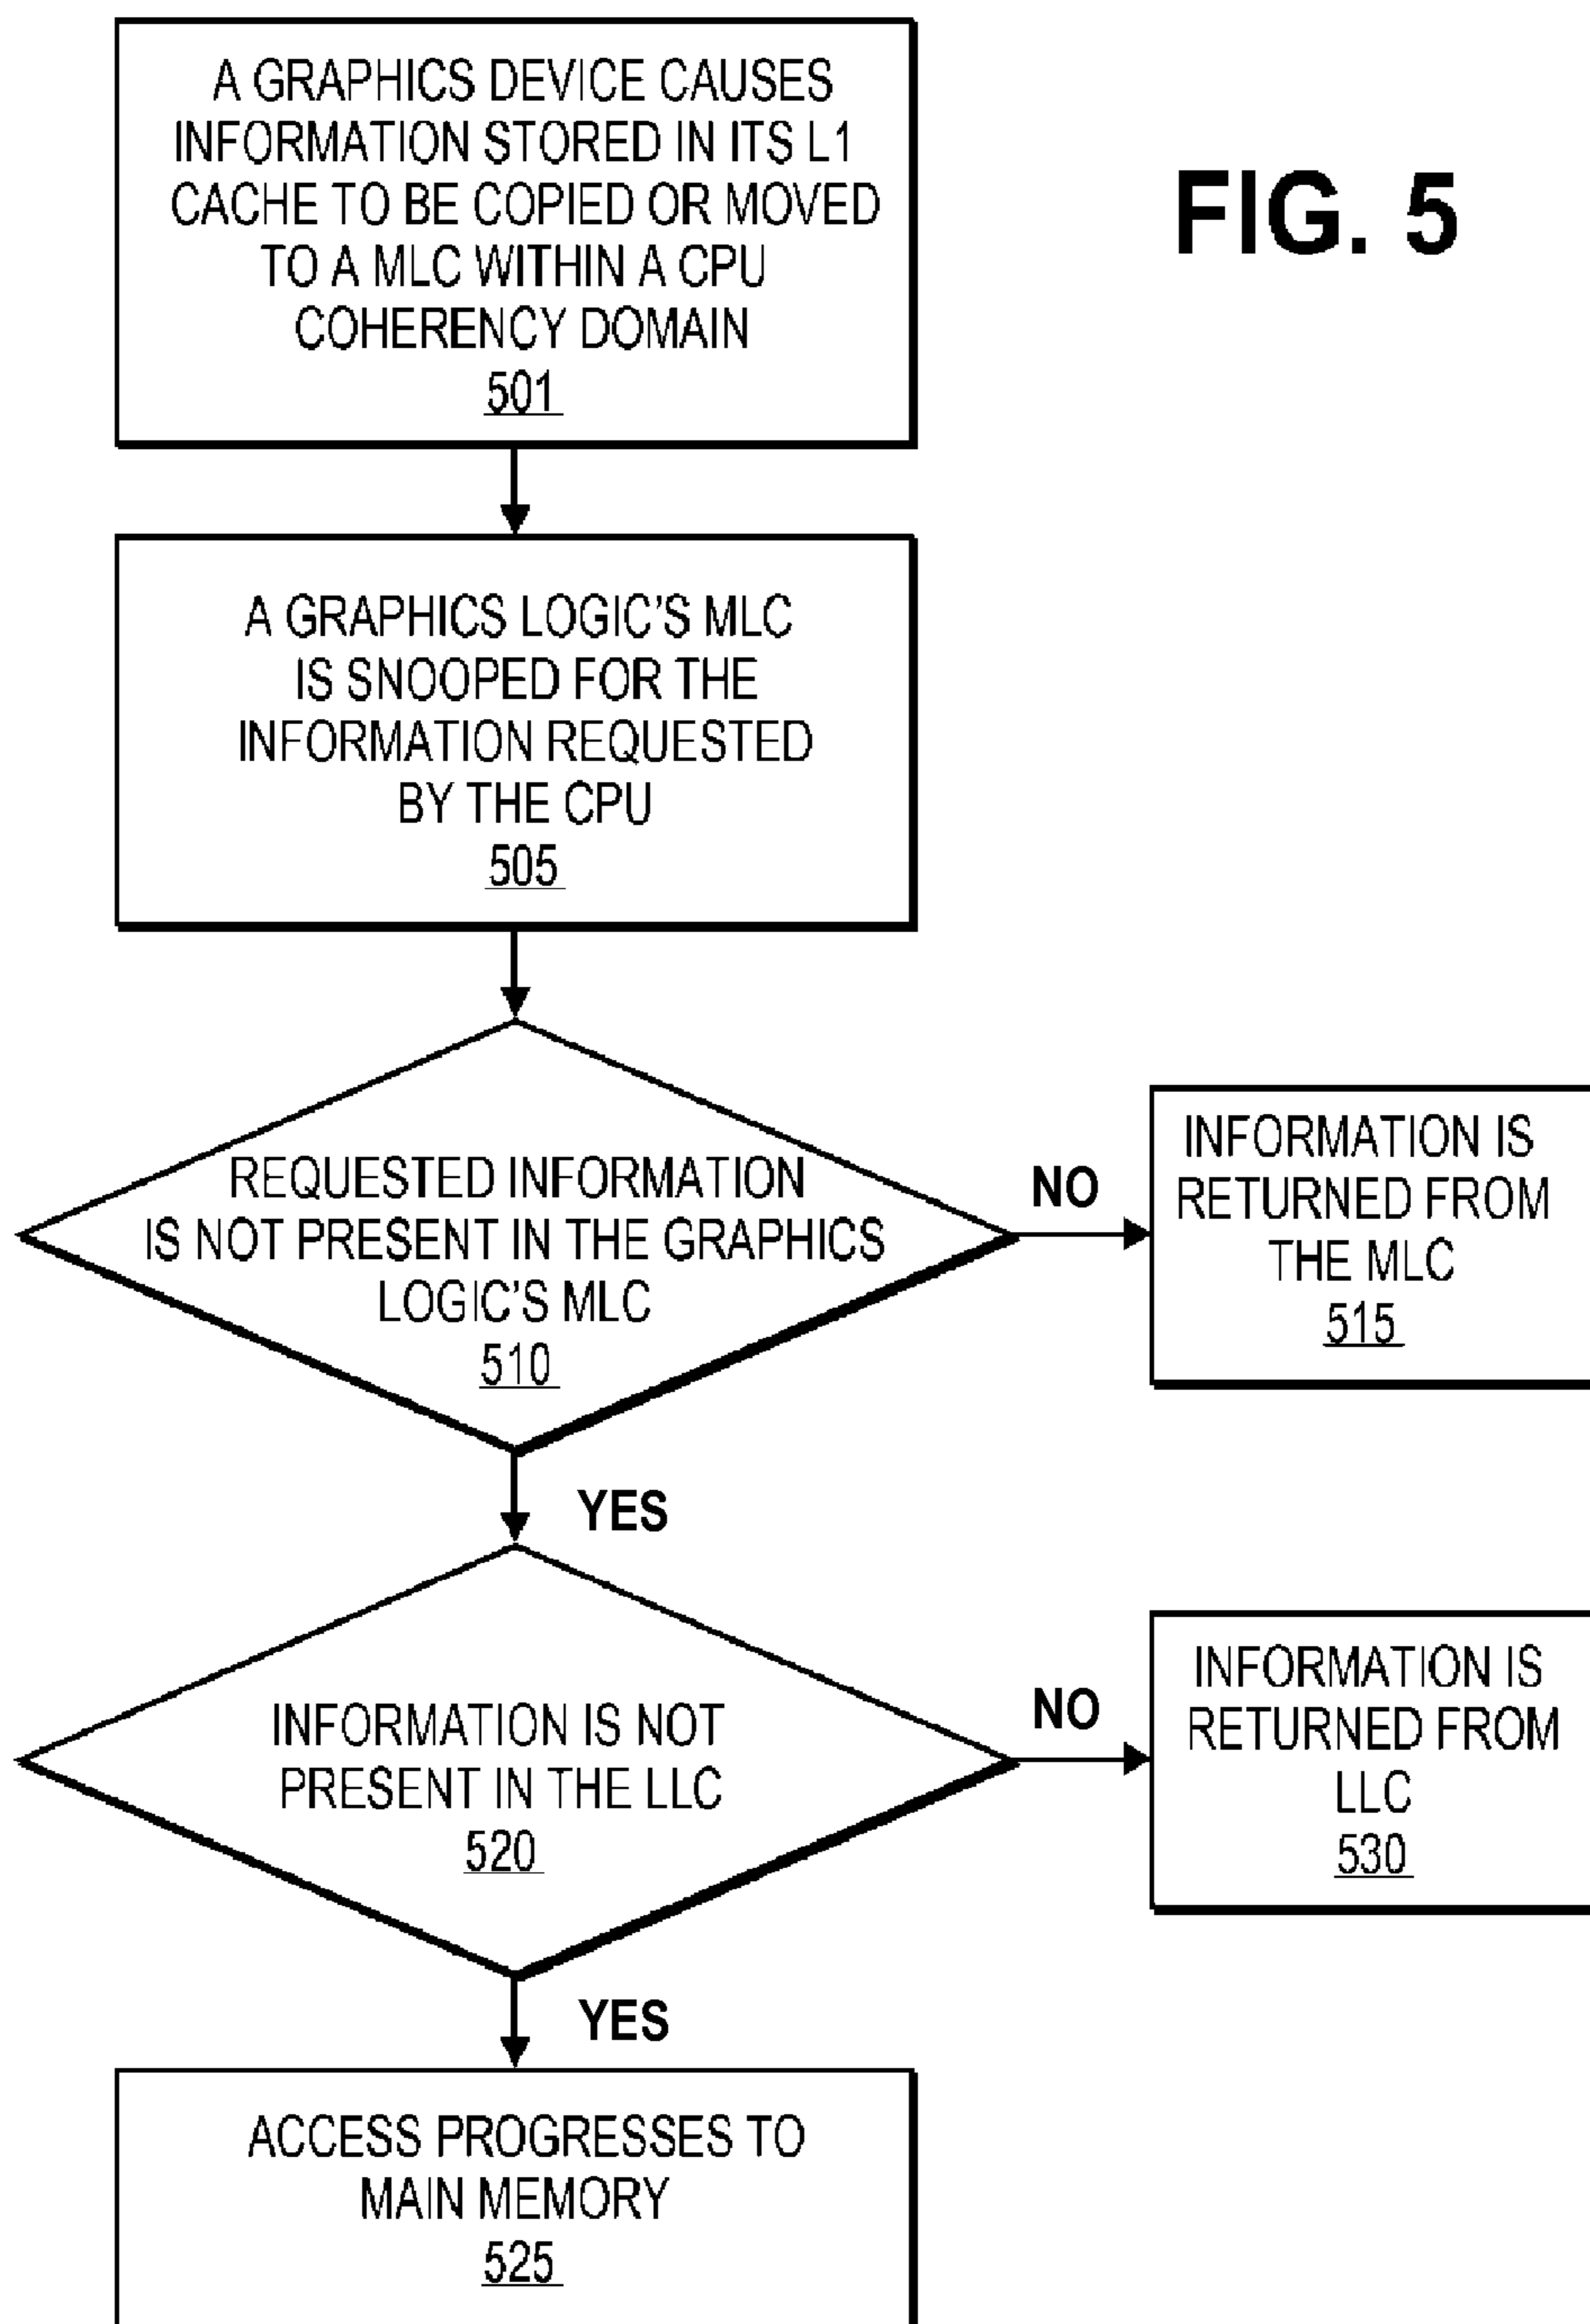 FIG. 5
A GRAPHICS DEVICE CAUSES
INFORMATION STORED IN ITS L1
CACHE TO BE COPIED OR MOVED
TO A MLC WITHIN A CPU
COHERENCY DOMAIN
501
A GRAPHICS LOGIC'S MLC
IS SNOOPED FOR THE
INFORMATION REQUESTED
BY THE CPU
505
REQUESTED INFORMATION
IS NOT PRESENT IN THE GRAPHICS
LOGIC'S MLC
510
NO
INFORMATION IS
RETURNED FROM
THE MLC
515
YES
INFORMATION IS NOT
PRESENT IN THE LLC
520
NO
INFORMATION IS
RETURNED FROM
LLC
530
YES
ACCESS PROGRESSES TO
MAIN MEMORY
525